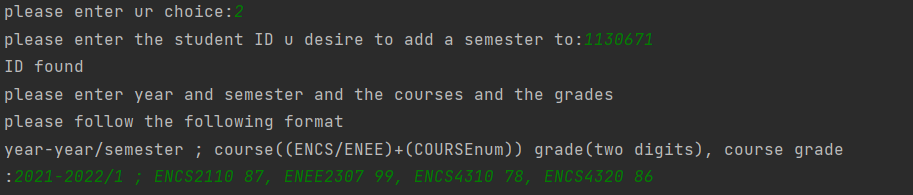 please enter ur choice:2
please enter the student ID u desire to add a semester to:1130671
ID found
please enter year and semester and the courses and the grades
please follow the following format
year-year/semester ; course((ENCS/ENEE)+(COURSEnum)) grade(two digits), course grade
:2021-2022/1 ; ENCS2110 87, ENEE2307 99, ENCS4310 78, ENCS4320 86